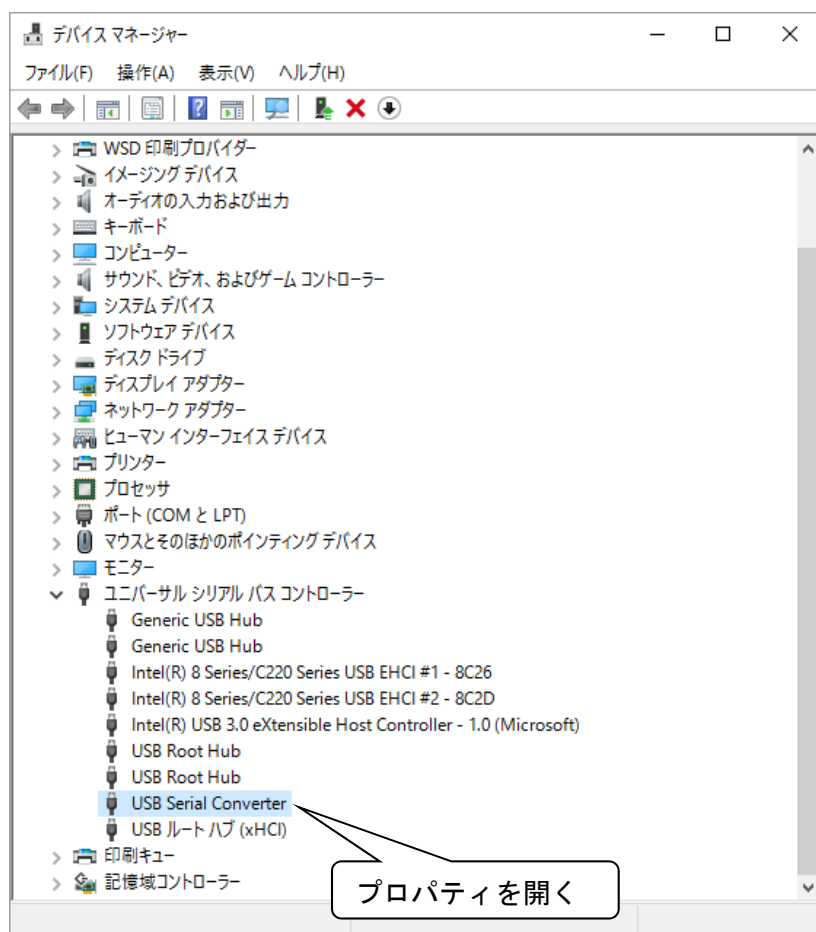 デバイス マネージャー
ファイル(F) 操作(A) 表示(V) ヘルプ(H)
WSD 印刷プロバイダー
イメージング デバイス
オーディオの入力および出力
キーボード
コンピューター
サウンド、ビデオ、およびゲーム コントローラー
システム デバイス
ソフトウェア デバイス
ディスク ドライブ
ディスプレイ アダプター
ネットワーク アダプター
ヒューマン インターフェイス デバイス
プリンター
プロセッサ
ポート (COM と LPT)
マウスとそのほかのポインティング デバイス
モニター
ユニバーサル シリアル バス コントローラー
Generic USB Hub
Generic USB Hub
Intel(R) 8 Series/C220 Series USB EHCI #1 - 8C26
Intel(R) 8 Series/C220 Series USB EHCI #2 - 8C2D
Intel(R) USB 3.0 eXtensible Host Controller - 1.0 (Microsoft)
USB Root Hub
USB Root Hub
USB Serial Converter
USB ルート ハブ (xHCI)
印刷キュー
記憶域コントローラー
プロパティを開く